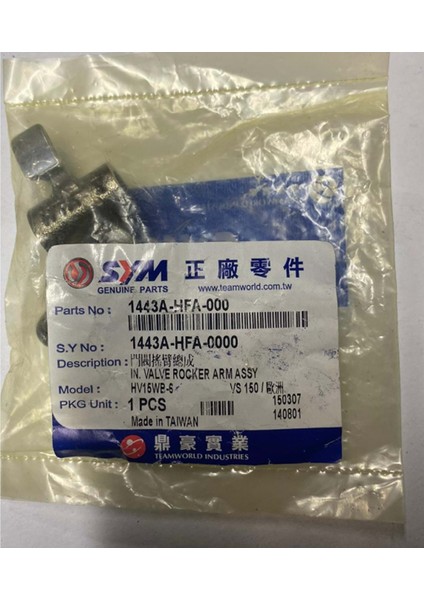 SYM 正廠零件
GENUINE PARTS www.teamworld.com.tw
Parts No : 1443A-HFA-000
S.Y No : 1443A-HFA-0000
Description : 門閥搖臂總成
IN. VALVE ROCKER ARM ASSY
Model : HV15WB-6 VS 150 / 歐洲
PKG Unit : 1 PCS 150307
Made in TAIWAN 140801
鼎豪實業
TEAMWORLD INDUSTRIES